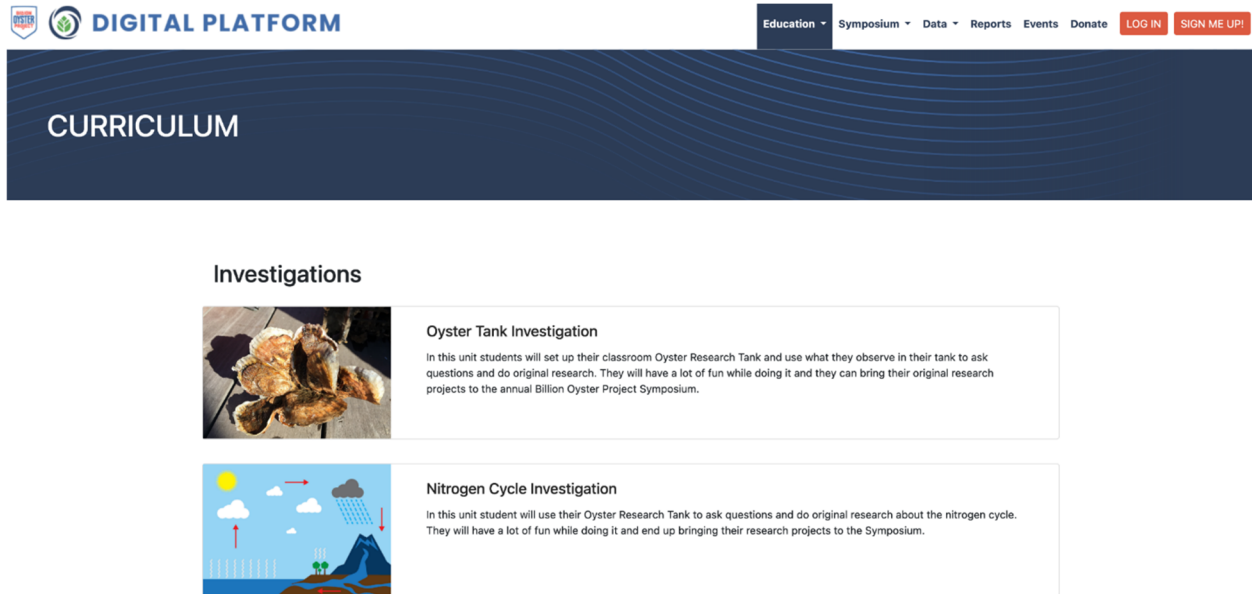 BILLION
OYSTER
PROJECT
DIGITAL PLATFORM
Education
Symposium
Data
Reports
Events
Donate
LOG IN
SIGN ME UP!
CURRICULUM
Investigations
Oyster Tank Investigation
In this unit students will set up their classroom Oyster Research Tank and use what they observe in their tank to ask
questions and do original research. They will have a lot of fun while doing it and they can bring their original research
projects to the annual Billion Oyster Project Symposium.
Nitrogen Cycle Investigation
In this unit student will use their Oyster Research Tank to ask questions and do original research about the nitrogen cycle.
They will have a lot of fun while doing it and end up bringing their research projects to the Symposium.